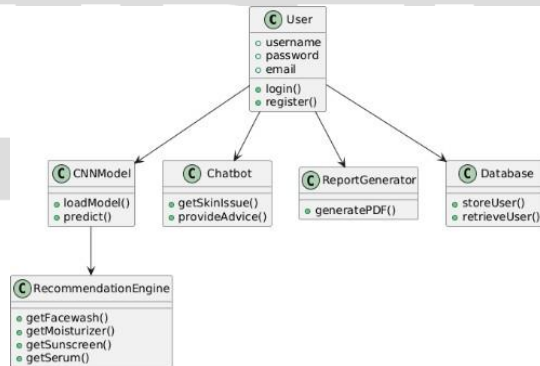 C User
username
password
email
login()
register()
C CNNModel
loadModel()
predict()
C Chatbot
getSkinIssue()
provideAdvice()
C ReportGenerator
generatePDF()
C Database
storeUser()
retrieveUser()
C RecommendationEngine
getFacewash()
getMoisturizer()
getSunscreen()
getSerum()